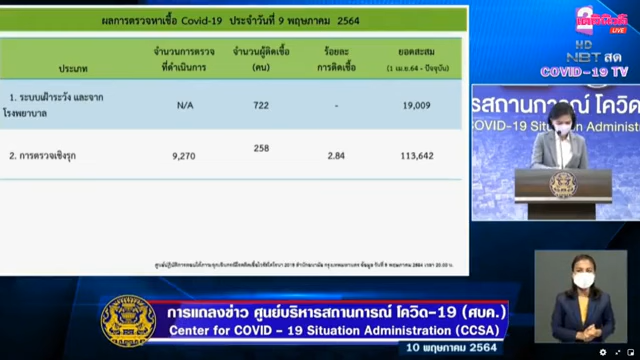 ผลการตรวจหาเชื้อ Covid-19 ประจำวันที่ 9 พฤษภาคม 2564
ประเภท
จำนวนการตรวจ
ที่ดำเนินการ
จำนวนผู้ติดเชื้อ
(คน)
ร้อยละ
การติดเชื้อ
ยอดสะสม
(1 เม.ย.64 - ปัจจุบัน)
1. ระบบเฝ้าระวัง และจาก
โรงพยาบาล
N/A
722
-
19,009
2. การตรวจเชิงรุก
9,270
258
2.84
113,642
LIVE
HD
NBT สด
COVID-19 TV
รสถานการณ์ โควิด
COVID-19 Situation Administra
การแถลงข่าว ศูนย์บริหารสถานการณ์ โควิด-19 (ศบค.)
Center for COVID - 19 Situation Administration (CCSA)
10 พฤษภาคม 2564